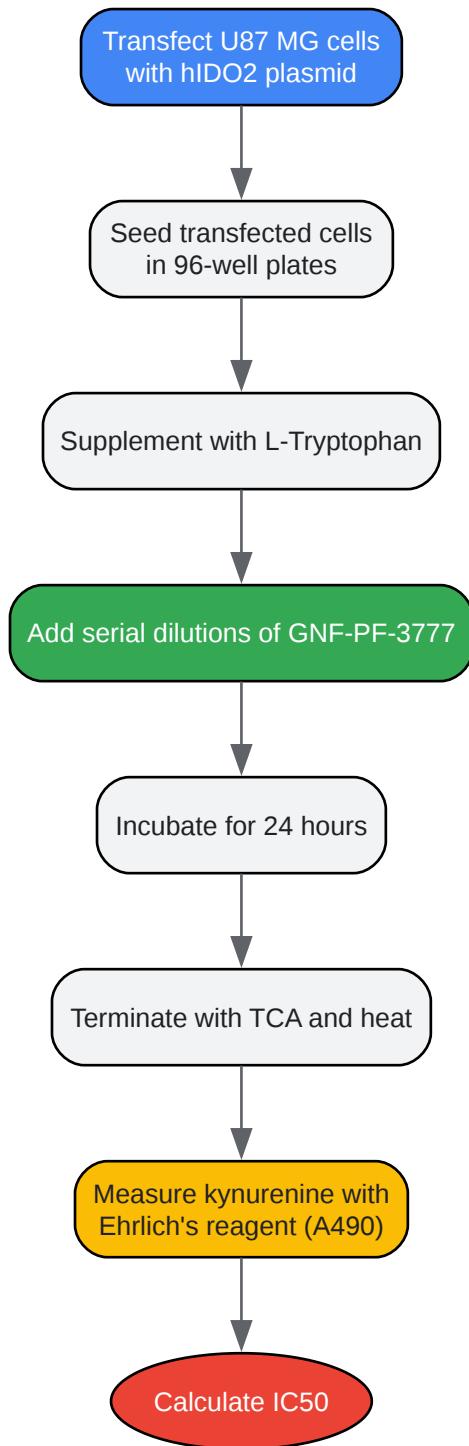 Transfect U87 MG cells
with hIDO2 plasmid
Seed transfected cells
in 96-well plates
Supplement with L-Tryptophan
Add serial dilutions of GNF-PF-3777
Incubate for 24 hours
Terminate with TCA and heat
Measure kynurenine with
Ehrlich's reagent (A490)
Calculate IC50